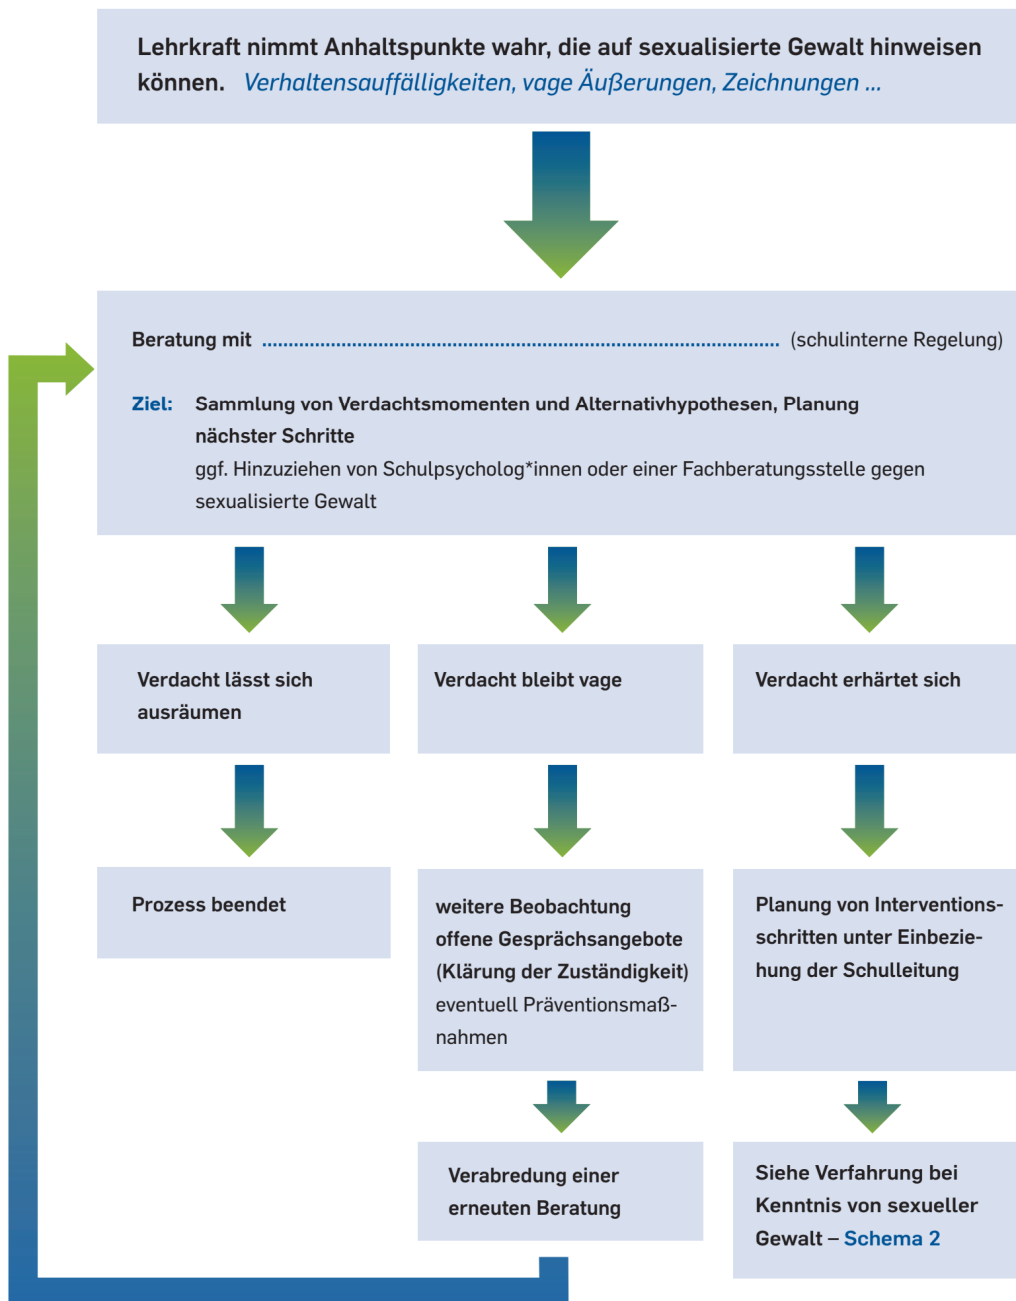 Lehrkraft nimmt Anhaltspunkte wahr, die auf sexualisierte Gewalt hinweisen
können. Verhaltensauffälligkeiten, vage Äußerungen, Zeichnungen ...
Beratung mit ............................................................................................ (schulinterne Regelung)
Ziel: Sammlung von Verdachtsmomenten und Alternativhypothesen, Planung
nächster Schritte
ggf. Hinzuziehen von Schulpsycholog*innen oder einer Fachberatungsstelle gegen
sexualisierte Gewalt
Verdacht lässt sich
ausräumen
Verdacht bleibt vage
Verdacht erhärtet sich
Prozess beendet
weitere Beobachtung
offene Gesprächsangebote
(Klärung der Zuständigkeit)
eventuell Präventionsmaß-
nahmen
Planung von Interventions-
schritten unter Einbezie-
hung der Schulleitung
Verabredung einer
erneuten Beratung
Siehe Verfahrung bei
Kenntnis von sexueller
Gewalt – Schema 2